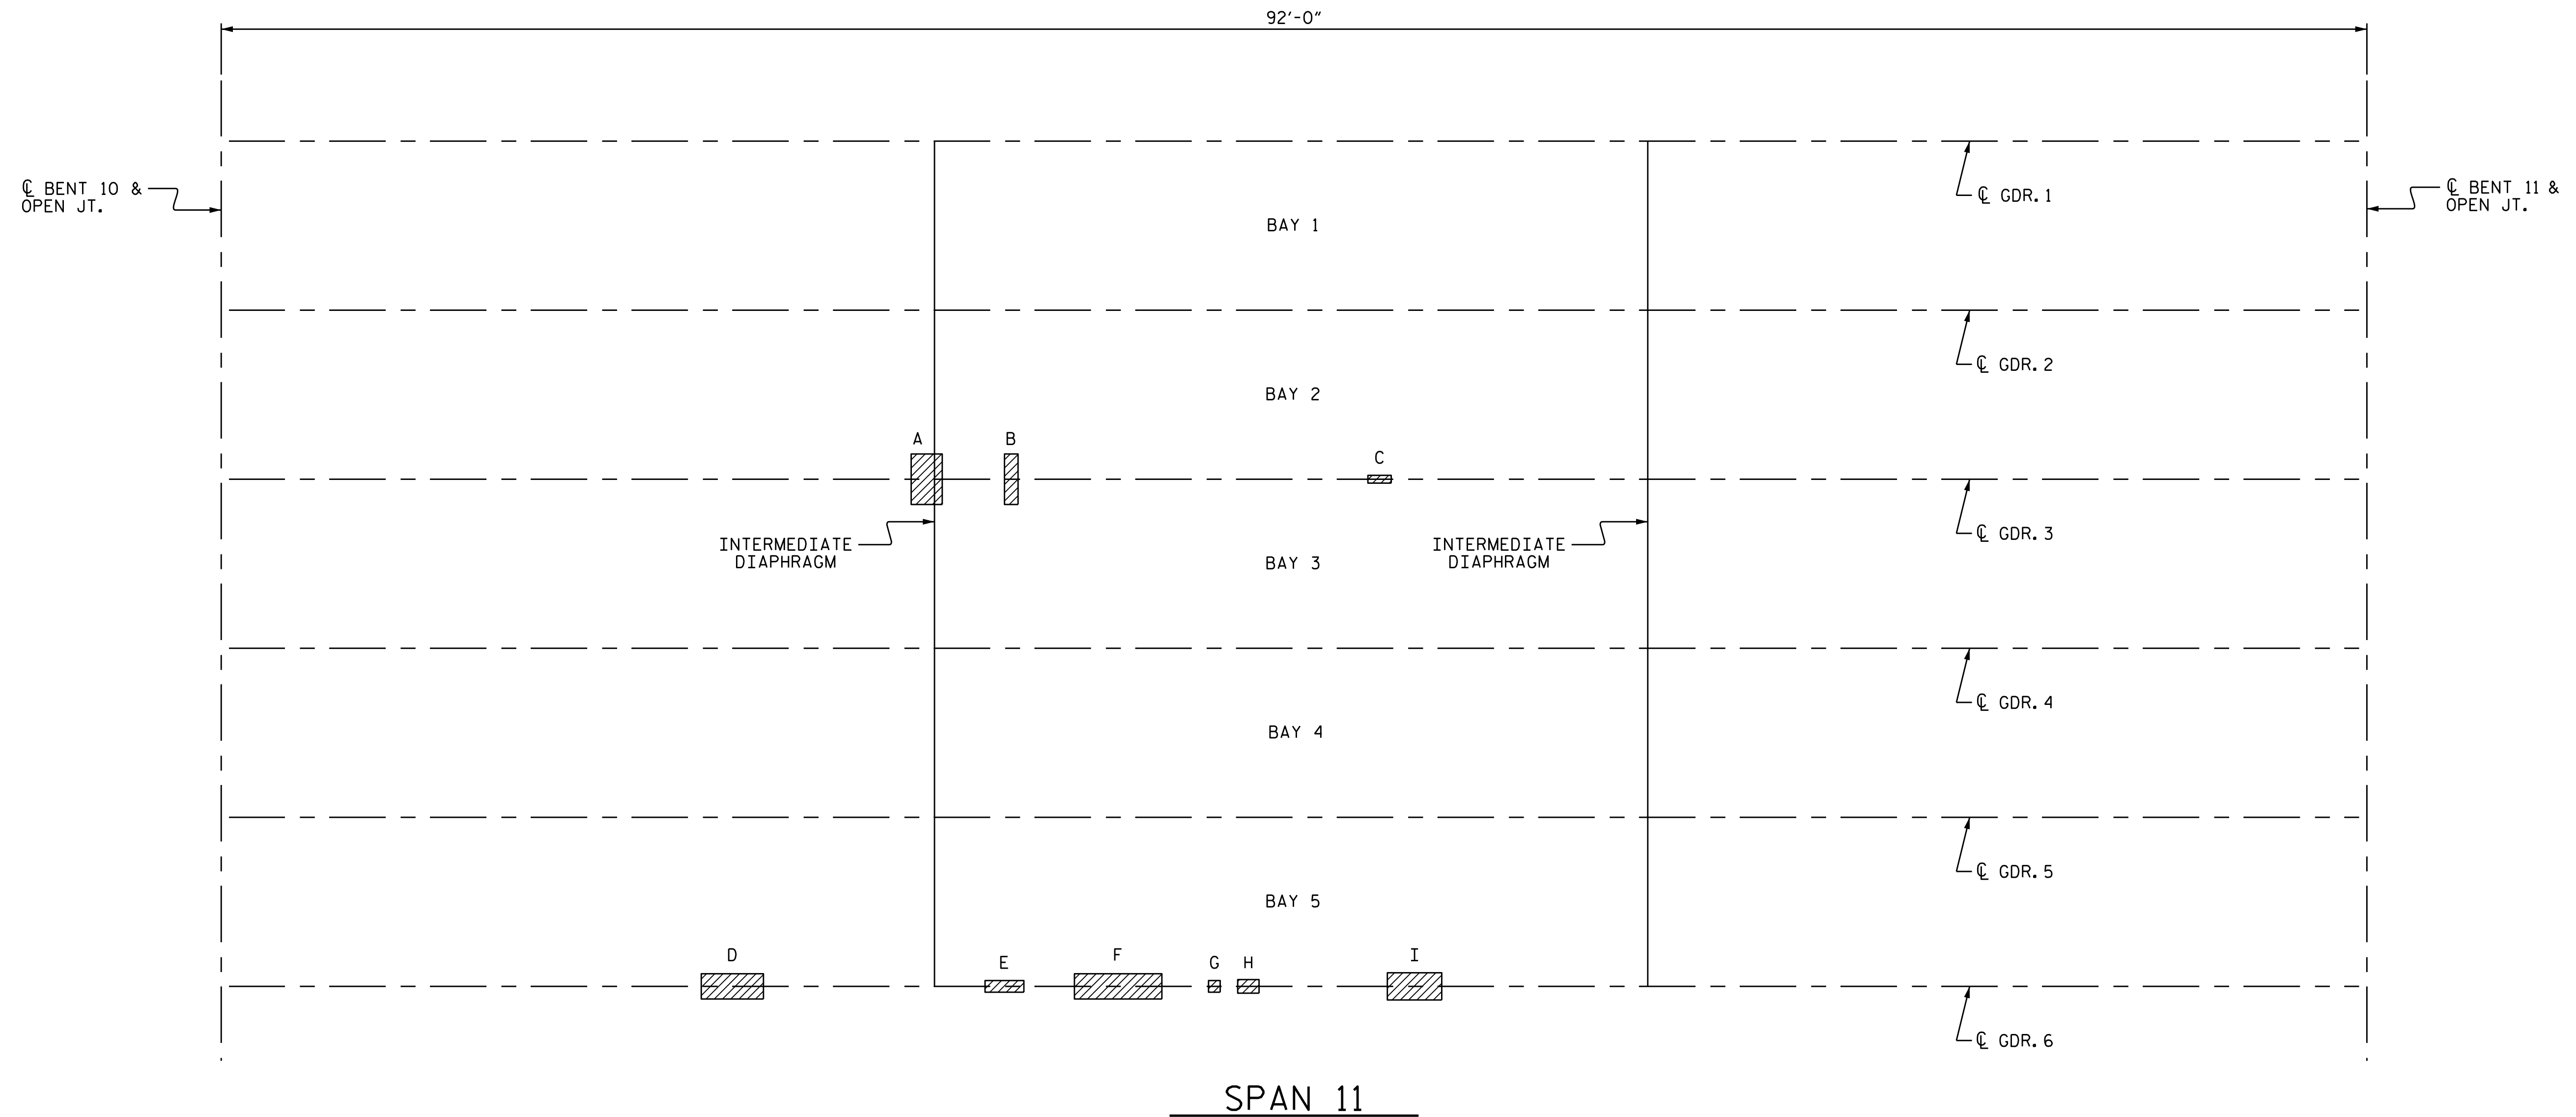 92'-0"
℄ BENT 10 &
OPEN JT.
℄ BENT 11 &
OPEN JT.
℄ GDR. 1
BAY 1
℄ GDR. 2
BAY 2
A
B
C
INTERMEDIATE
DIAPHRAGM
INTERMEDIATE
DIAPHRAGM
℄ GDR. 3
BAY 3
℄ GDR. 4
BAY 4
℄ GDR. 5
BAY 5
D
E
F
G
H
I
℄ GDR. 6
SPAN 11